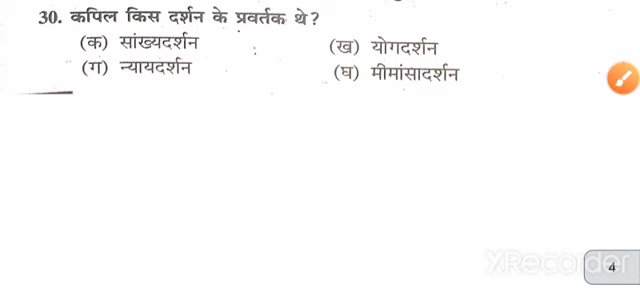 30. कपिल किस दर्शन के प्रवर्तक थे?
(क) सांख्यदर्शन (ख) योगदर्शन
(ग) न्यायदर्शन (घ) मीमांसादर्शन
XRecorder
4